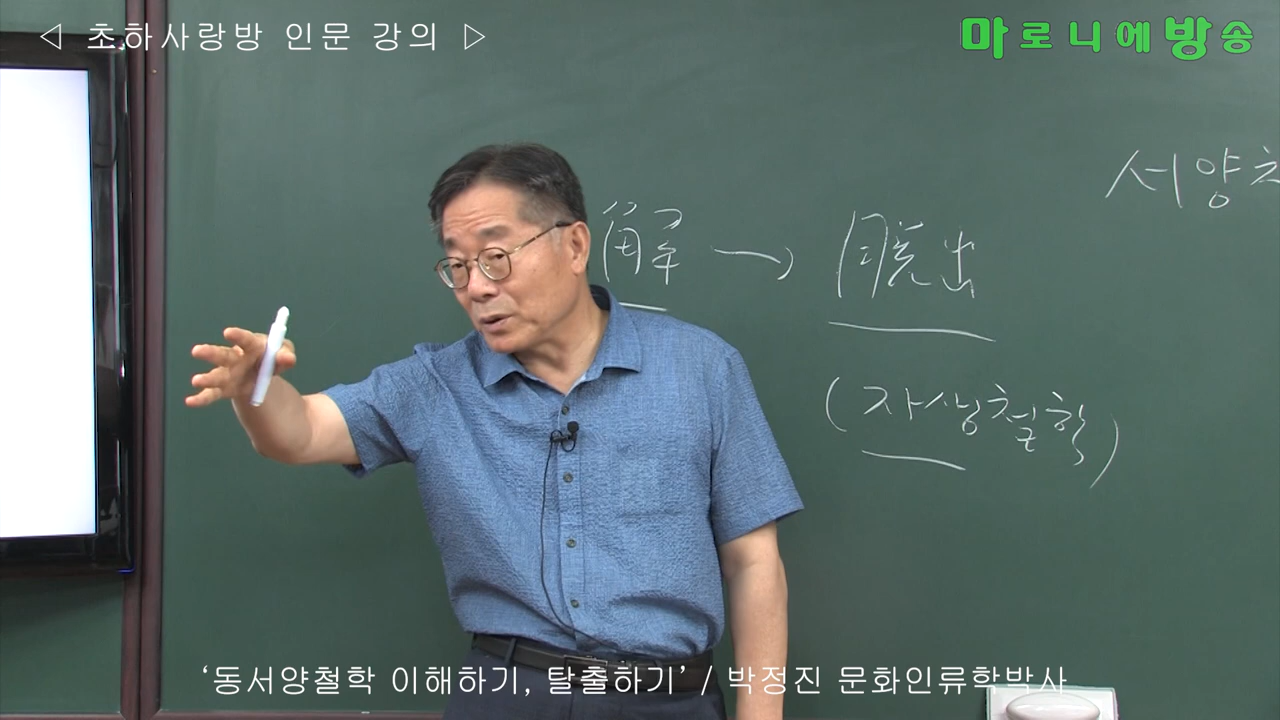 ◁ 초하사랑방 인문 강의 ▷
마로니에방송
서양
解 → 脫出
(자생철학)
‘동서양철학 이해하기, 탈출하기’ / 박정진 문화인류학박사